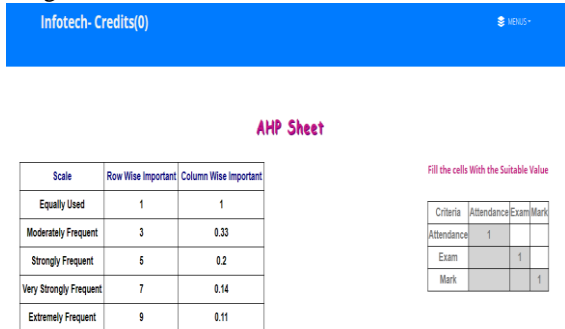 Infotech- Credits(0)
MENUS
AHP Sheet
Scale Row Wise Important Column Wise Important
Equally Used 1 1
Moderately Frequent 3 0.33
Strongly Frequent 5 0.2
Very Strongly Frequent 7 0.14
Extremely Frequent 9 0.11
Fill the cells With the Suitable Value
Criteria Attendance Exam Mark
Attendance 1
Exam 1
Mark 1